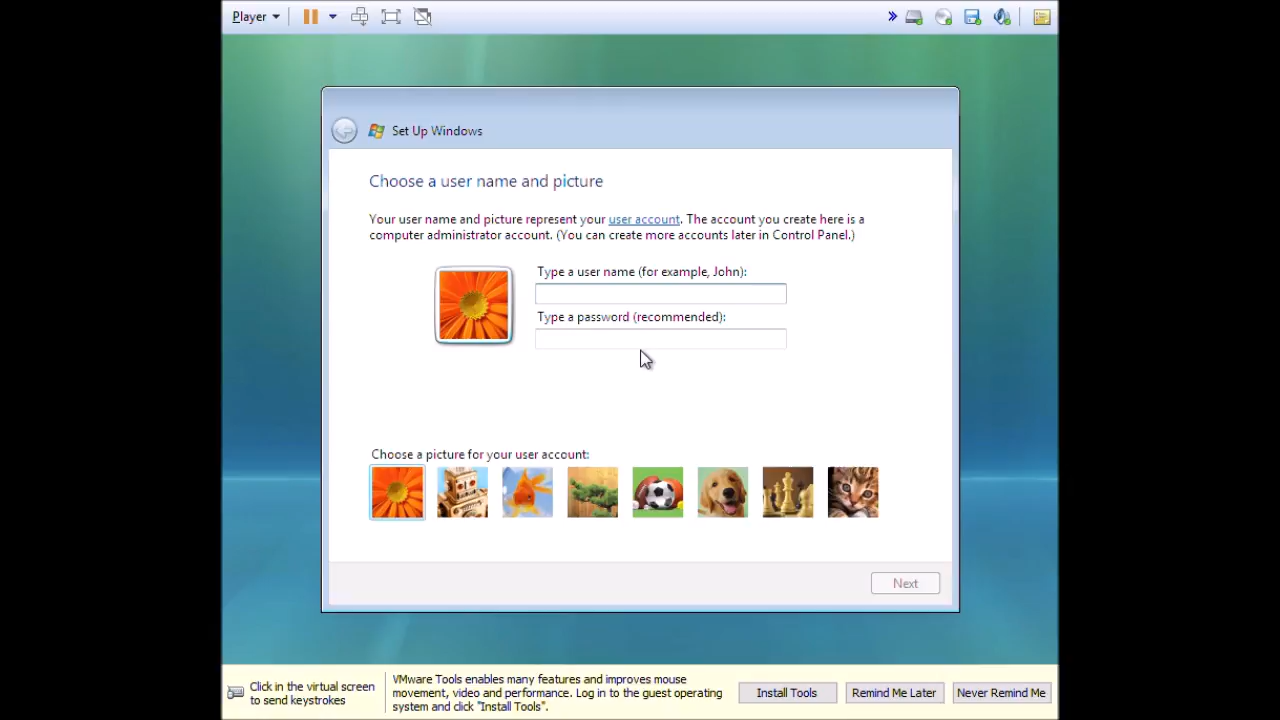 Player
Set Up Windows
Choose a user name and picture
Your user name and picture represent your user account. The account you create here is a
computer administrator account. (You can create more accounts later in Control Panel.)
Type a user name (for example, John):
Type a password (recommended):
Choose a picture for your user account:
Next
Click in the virtual screen
to send keystrokes
VMware Tools enables many features and improves mouse
movement, video and performance. Log in to the guest operating
system and click "Install Tools".
Install Tools
Remind Me Later
Never Remind Me